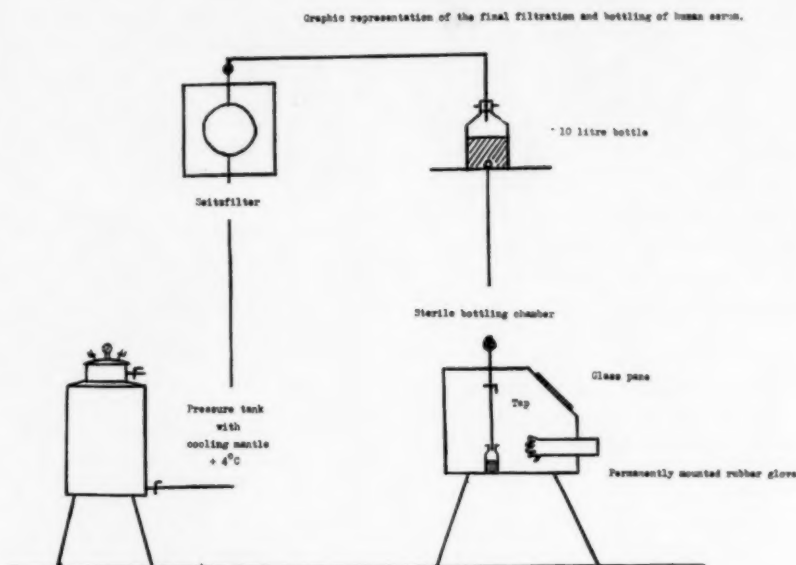 Graphic representation of the final filtration and bottling of human serum.
10 litre bottle
Seitzfilter
Sterile bottling chamber
Glass pane
Tap
Pressure tank
with
cooling mantle
+ 4°C
Permanently mounted rubber glove